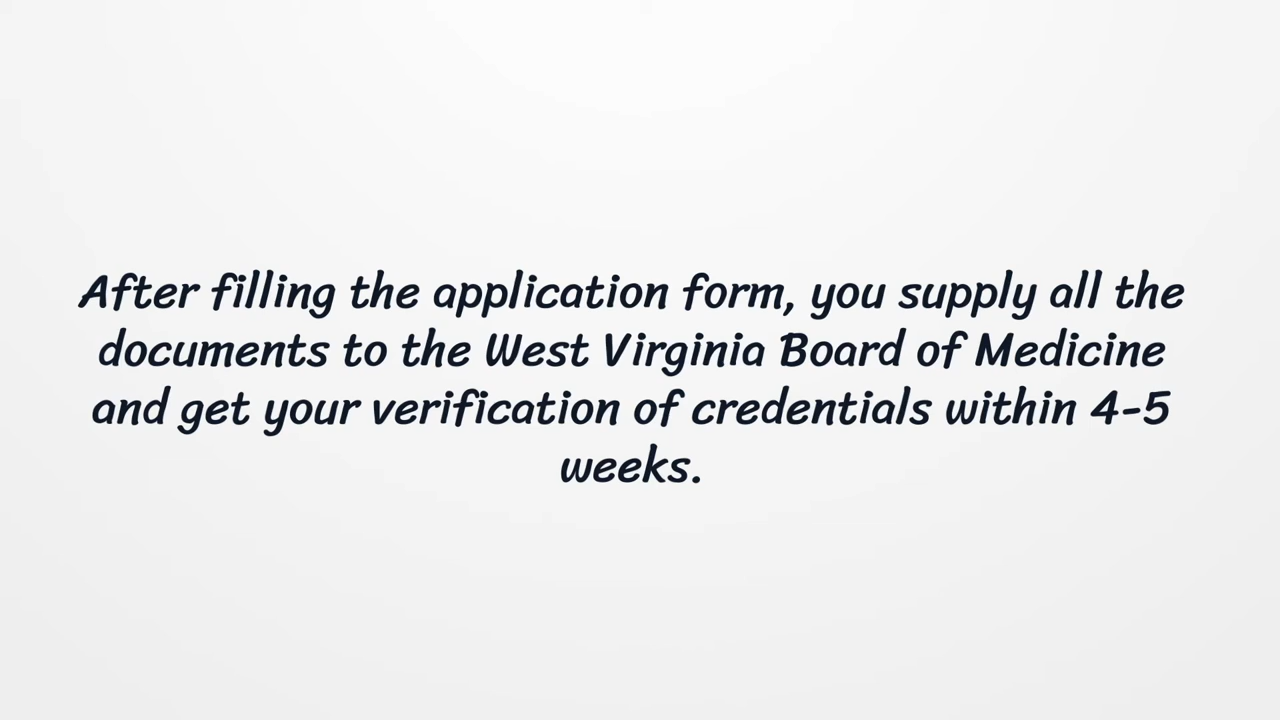 After filling the application form, you supply all the
documents to the West Virginia Board of Medicine
and get your verification of credentials within 4-5
weeks.